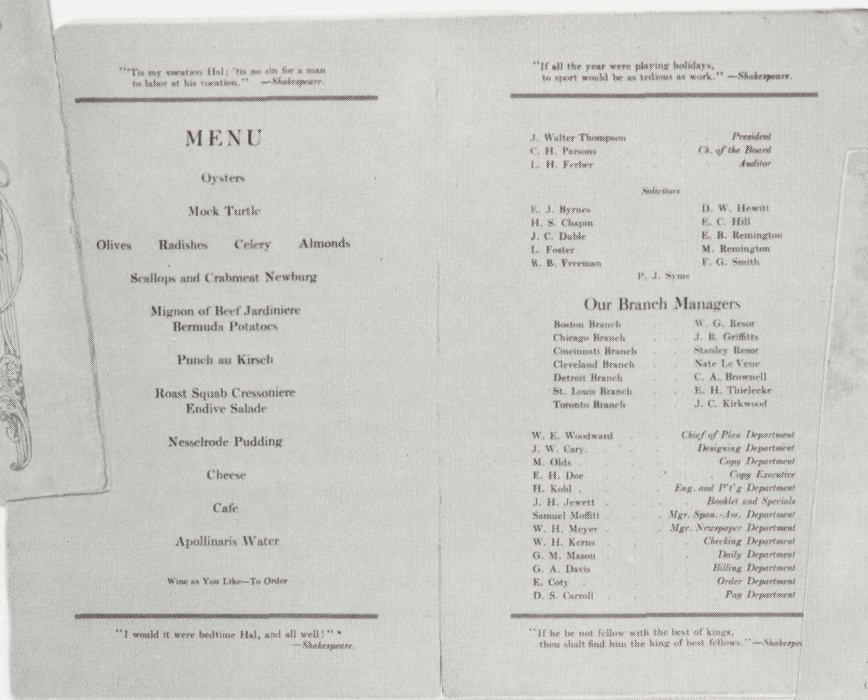 "'Tis my vocation Hal; 'tis no sin for a man
to labor at his vocation." —Shakespeare.
MENU
Oysters
Mock Turtle
Olives Radishes Celery Almonds
Scallops and Crabmeat Newburg
Mignon of Beef Jardiniere
Bermuda Potatoes
Punch au Kirsch
Roast Squab Cressoniere
Endive Salade
Nesselrode Pudding
Cheese
Cafe
Apollinaris Water
Wine as You Like—To Order
"I would it were bedtime Hal, and all well!"
—Shakespeare.
"If all the year were playing holidays,
to sport would be as tedious as work." —Shakespeare.
J. Walter Thompson President
C. H. Parsons Ch. of the Board
L. H. Ferber Auditor
Solicitors
E. J. Byrnes D. W. Hewitt
H. S. Chapin E. C. Hill
J. C. Duble E. B. Remington
L. Foster M. Remington
R. B. Freeman F. G. Smith
P. J. Syms
Our Branch Managers
Boston Branch W. G. Resor
Chicago Branch J. R. Griffitts
Cincinnati Branch Stanley Resor
Cleveland Branch Nate Le Vene
Detroit Branch C. A. Brownell
St. Louis Branch E. H. Thielecke
Toronto Branch J. C. Kirkwood
W. E. Woodward Chief of Plan Department
J. W. Cary Designing Department
M. Olds Copy Department
E. H. Doe Copy Executive
H. Kohl Eng. and P't'g Department
J. H. Jewett Booklet and Specials
Samuel Moffitt Mgr. Span.-Am. Department
W. H. Meyer Mgr. Newspaper Department
W. H. Kerns Checking Department
G. M. Mason Daily Department
G. A. Davis Billing Department
E. Coty Order Department
D. S. Carroll Pay Department
"If be be not fellow with the best of kings,
thou shalt find him the king of best fellows." —Shakespe